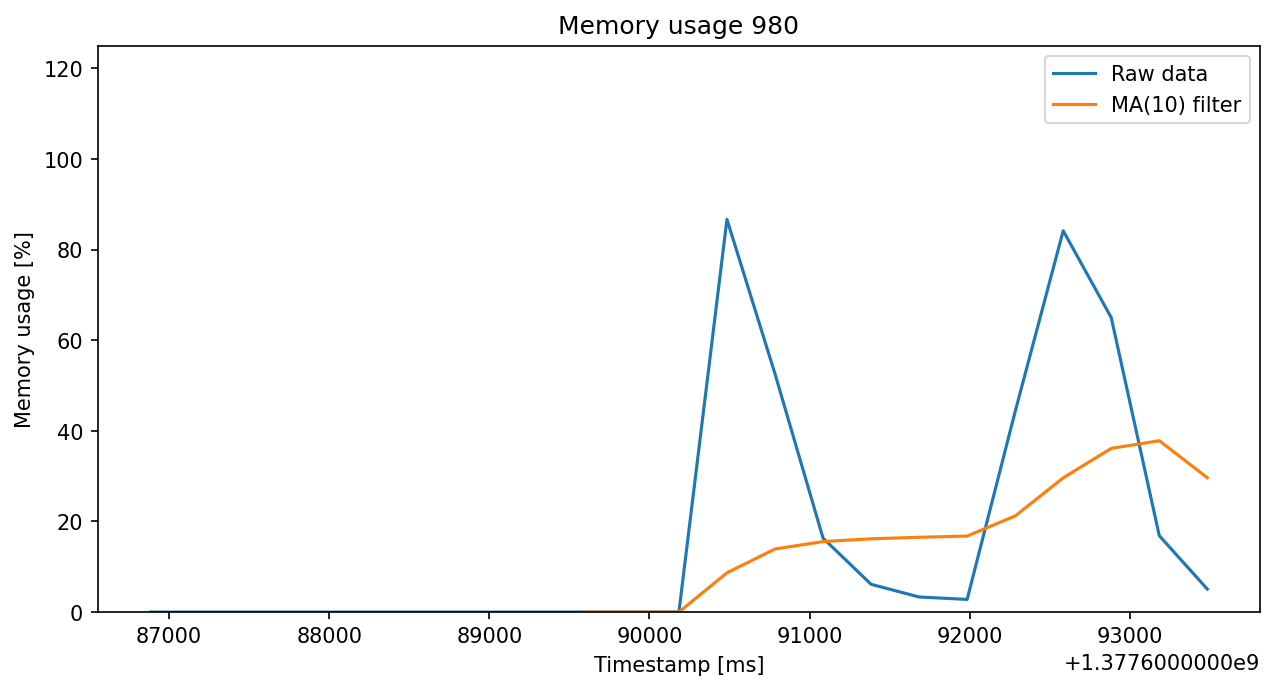 Memory usage 980
Raw data
MA(10) filter
Memory usage [%]
120
100
80
60
40
20
0
87000 88000 89000 90000 91000 92000 93000
Timestamp [ms]
+1.3776000000e9